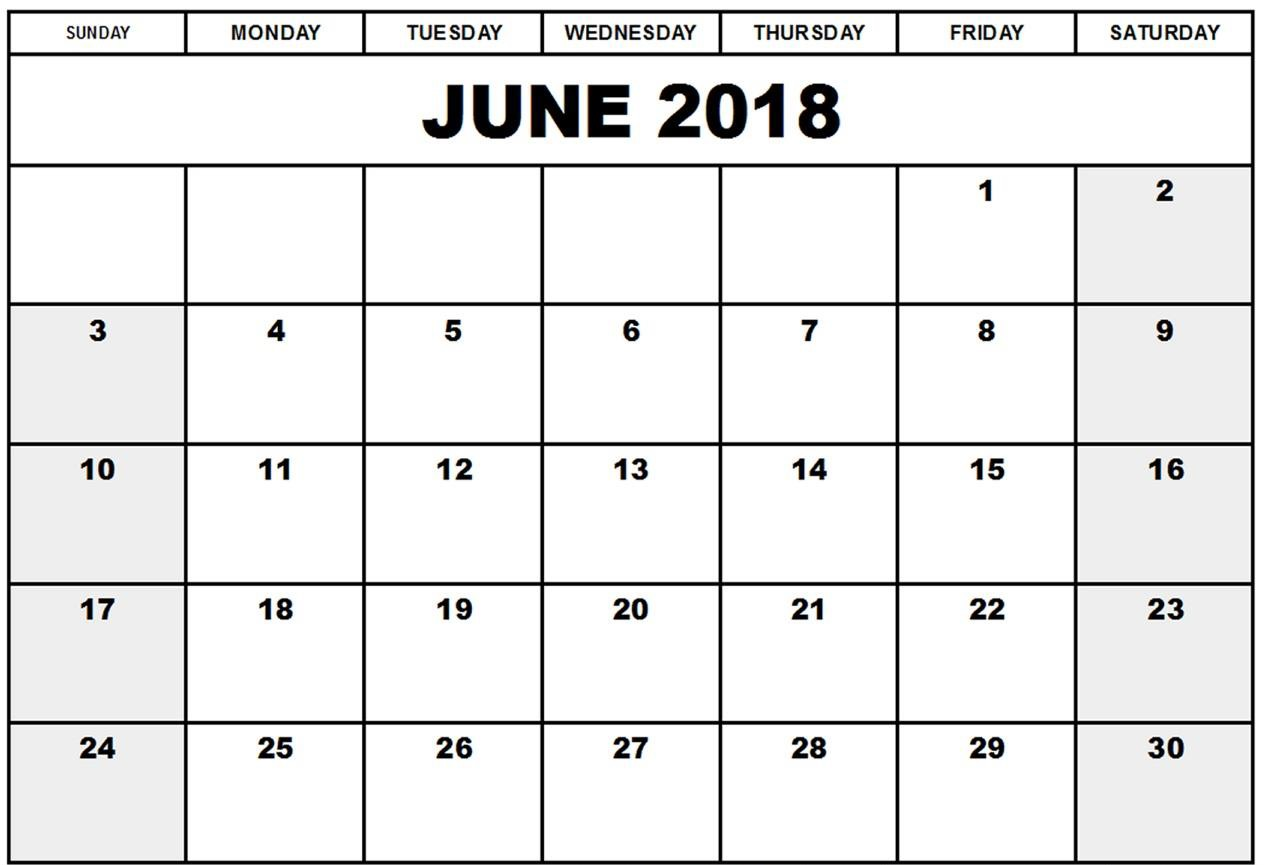 SUNDAY MONDAY TUESDAY WEDNESDAY THURSDAY FRIDAY SATURDAY
JUNE 2018
1 2
3 4 5 6 7 8 9
10 11 12 13 14 15 16
17 18 19 20 21 22 23
24 25 26 27 28 29 30